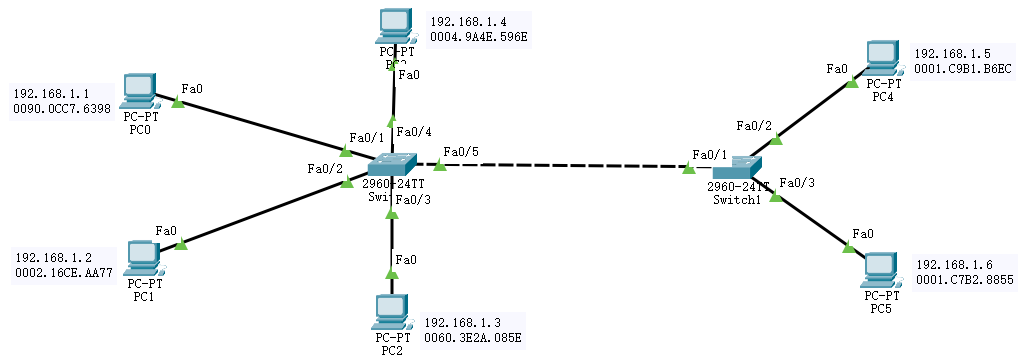 192.168.1.4
0004.9A4E.596E
PC-PT
Fa0
192.168.1.5
0001.C9B1.B6EC
Fa0
PC-PT
PC4
192.168.1.1
0090.0CC7.6398
Fa0
PC-PT
PC0
Fa0/1
Fa0/4
Fa0/5
Fa0/2
2960-24TT
Fa0/3
Fa0/2
Fa0/1
2960-24TT
Switch1
Fa0/3
192.168.1.2
0002.16CE.AA77
Fa0
PC-PT
PC1
Fa0
PC-PT
PC2
192.168.1.3
0060.3E2A.085E
Fa0
PC-PT
PC5
192.168.1.6
0001.C7B2.8855